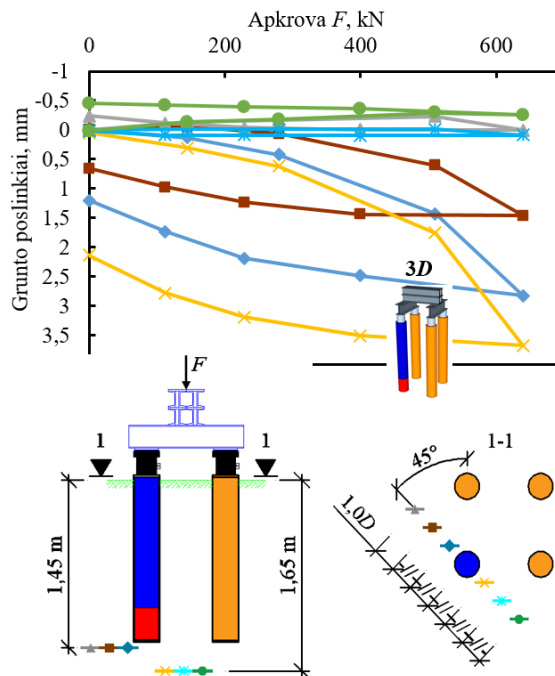 Apkrova F, kN
0 200 400 600
-1
-0,5
0
0,5
1
1,5
2
2,5
3
3,5
Grunto poslinkiai, mm
3D
F
1 1
1,45 m
1,65 m
1-1
45°
1,0D